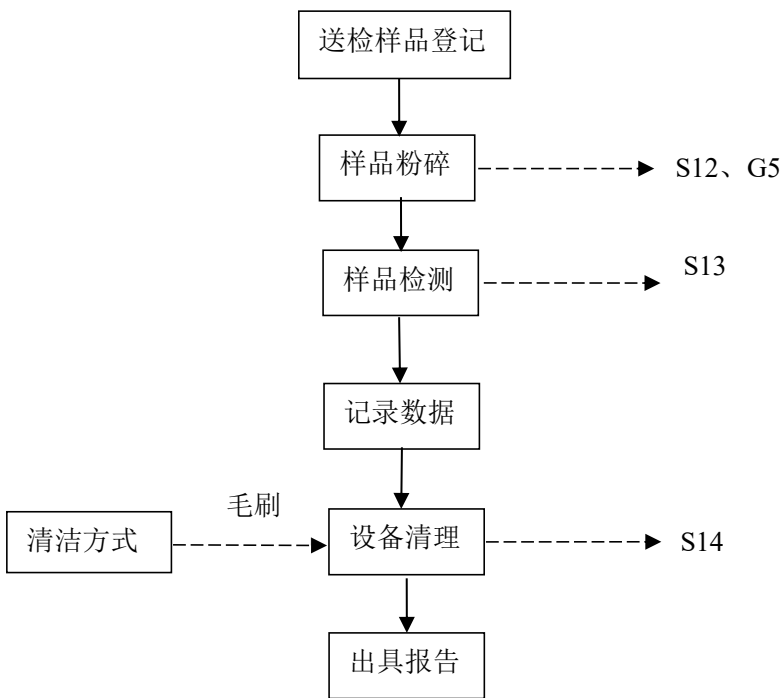 送检样品登记
样品粉碎
S12、G5
样品检测
S13
记录数据
毛刷
清洁方式
设备清理
S14
出具报告